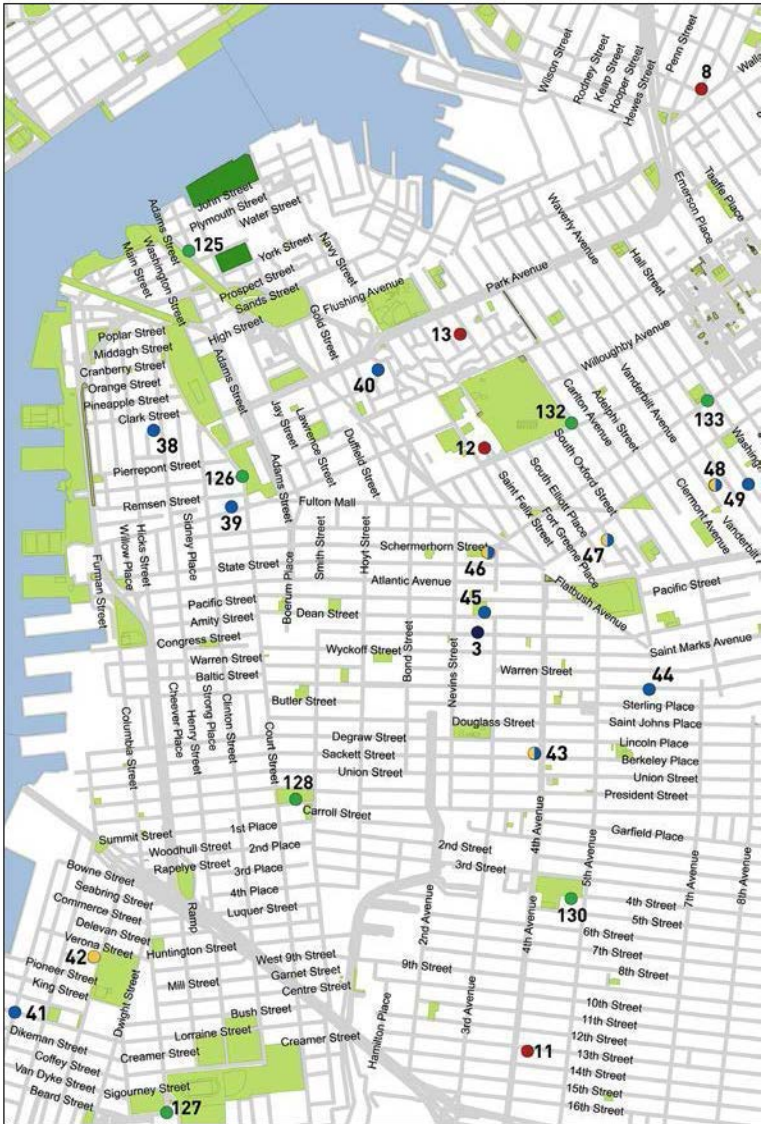 Penn Street
Wilson Street
Rodney Street
Keap Street
Hooper Street
Hewes Street
8
Taaffe Place
Emerson Place
John Street
Plymouth Street
Water Street
Adams Street
Washington Street
Main Street
125
York Street
Navy Street
Waverly Avenue
Hall Street
Prospect Street
Sands Street
Flushing Avenue
Park Avenue
Gold Street
High Street
Poplar Street
Middagh Street
Cranberry Street
Orange Street
Pineapple Street
Clark Street
38
13
40
Willoughby Avenue
Adams Street
Jay Street
Lawrence Street
Duffield Street
132
Carlton Avenue
Adelphi Street
Vanderbilt Avenue
133
12
South Oxford Street
South Elliott Place
Saint Felix Street
Fort Greene Place
Pierrepont Street
126
Adams Street
Remsen Street
39
Fulton Mall
48
49
Clermont Avenue
47
Hicks Street
Willow Place
Sidney Place
Furman Street
State Street
Boerum Place
Smith Street
Hoyt Street
Schermerhorn Street
46
Atlantic Avenue
Flatbush Avenue
Pacific Street
Pacific Street
Amity Street
Congress Street
Dean Street
45
3
Warren Street
Baltic Street
Wyckoff Street
Bond Street
Nevins Street
Warren Street
Saint Marks Avenue
44
Sterling Place
Saint Johns Place
Lincoln Place
Berkeley Place
Union Street
President Street
Butler Street
Douglass Street
Columbia Street
Cheever Place
Henry Street
Strong Place
Clinton Street
Court Street
Degraw Street
Sackett Street
Union Street
43
128
Carroll Street
4th Avenue
5th Avenue
Garfield Place
7th Avenue
8th Avenue
Summit Street
Woodhull Street
Rapelye Street
1st Place
2nd Place
3rd Place
4th Place
Luquer Street
2nd Street
3rd Street
Bowne Street
Seabring Street
Commerce Street
Delevan Street
Verona Street
42
Pioneer Street
King Street
Dwight Street
Ramp
Huntington Street
Mill Street
West 9th Street
Garnet Street
Centre Street
Bush Street
Lorraine Street
Creamer Street
Creamer Street
Hamilton Place
2nd Avenue
3rd Avenue
4th Avenue
9th Street
130
4th Street
5th Street
6th Street
7th Street
8th Street
10th Street
11th Street
12th Street
13th Street
14th Street
15th Street
16th Street
11
41
Dikeman Street
Coffey Street
Van Dyke Street
Beard Street
Sigourney Street
127